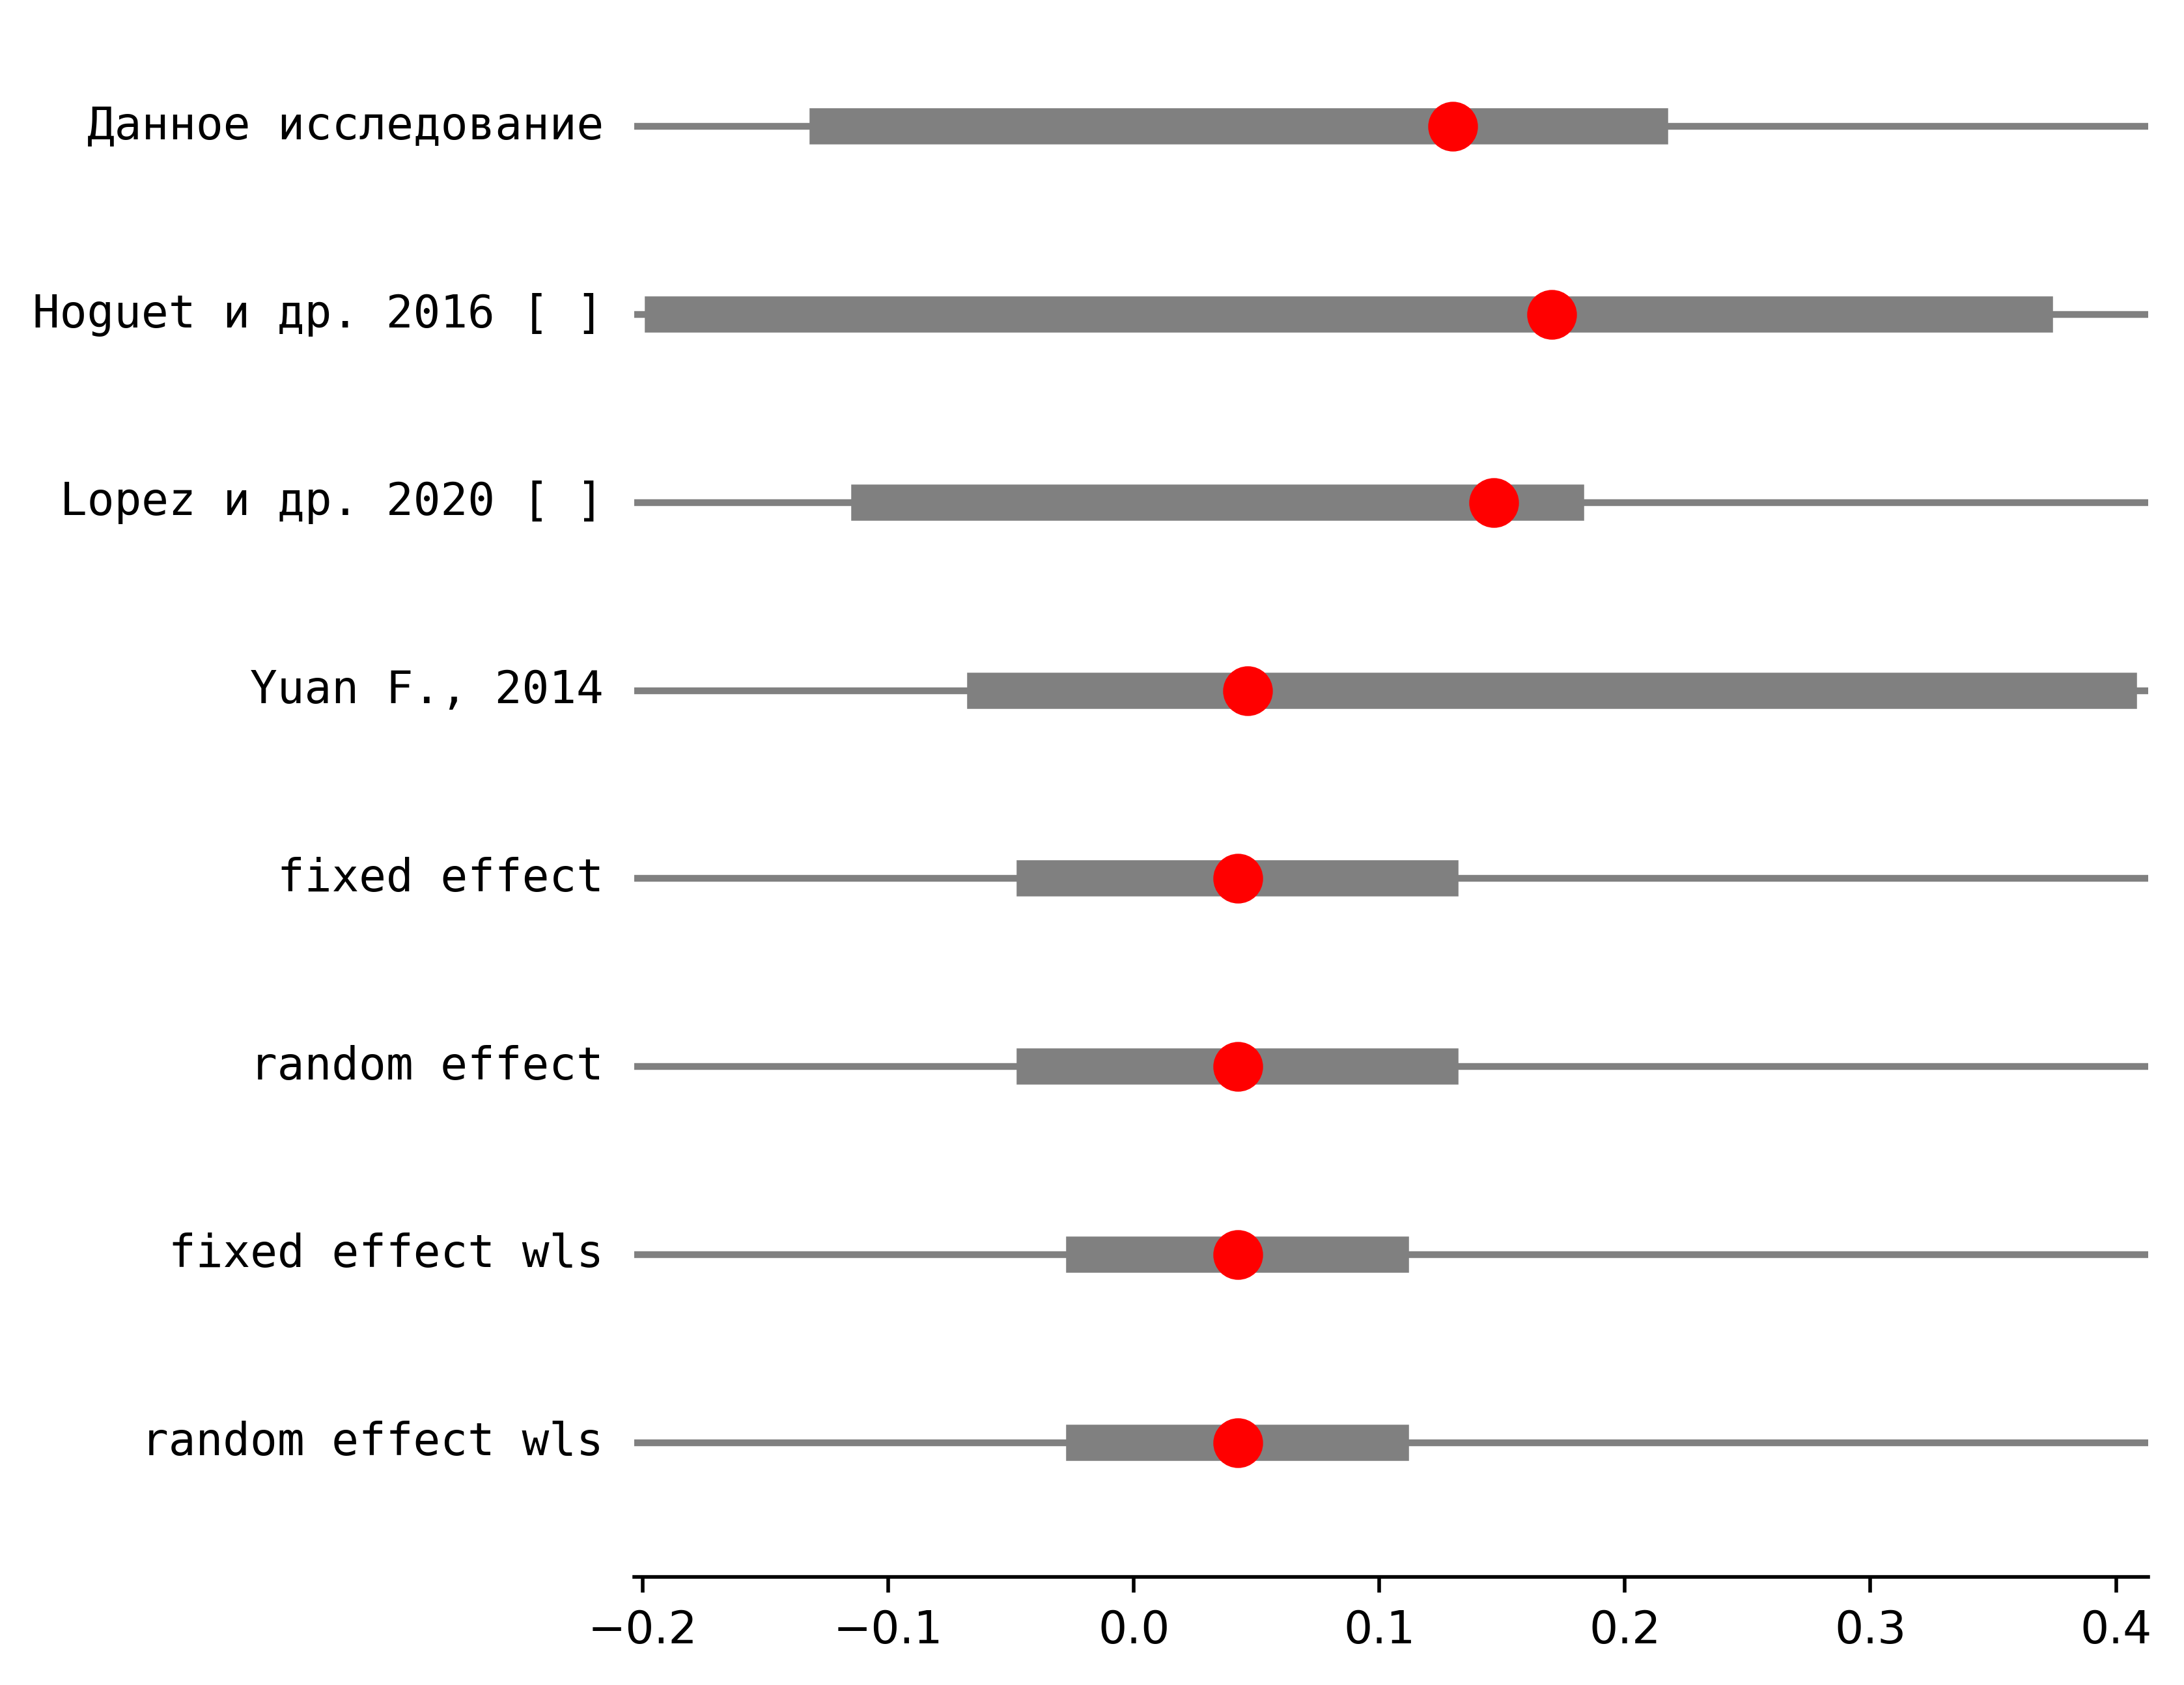 Данное исследование
Hoguet и др. 2016 [ ]
Lopez и др. 2020 [ ]
Yuan F., 2014
fixed effect
random effect
fixed effect wls
random effect wls
−0.2 −0.1 0.0 0.1 0.2 0.3 0.4